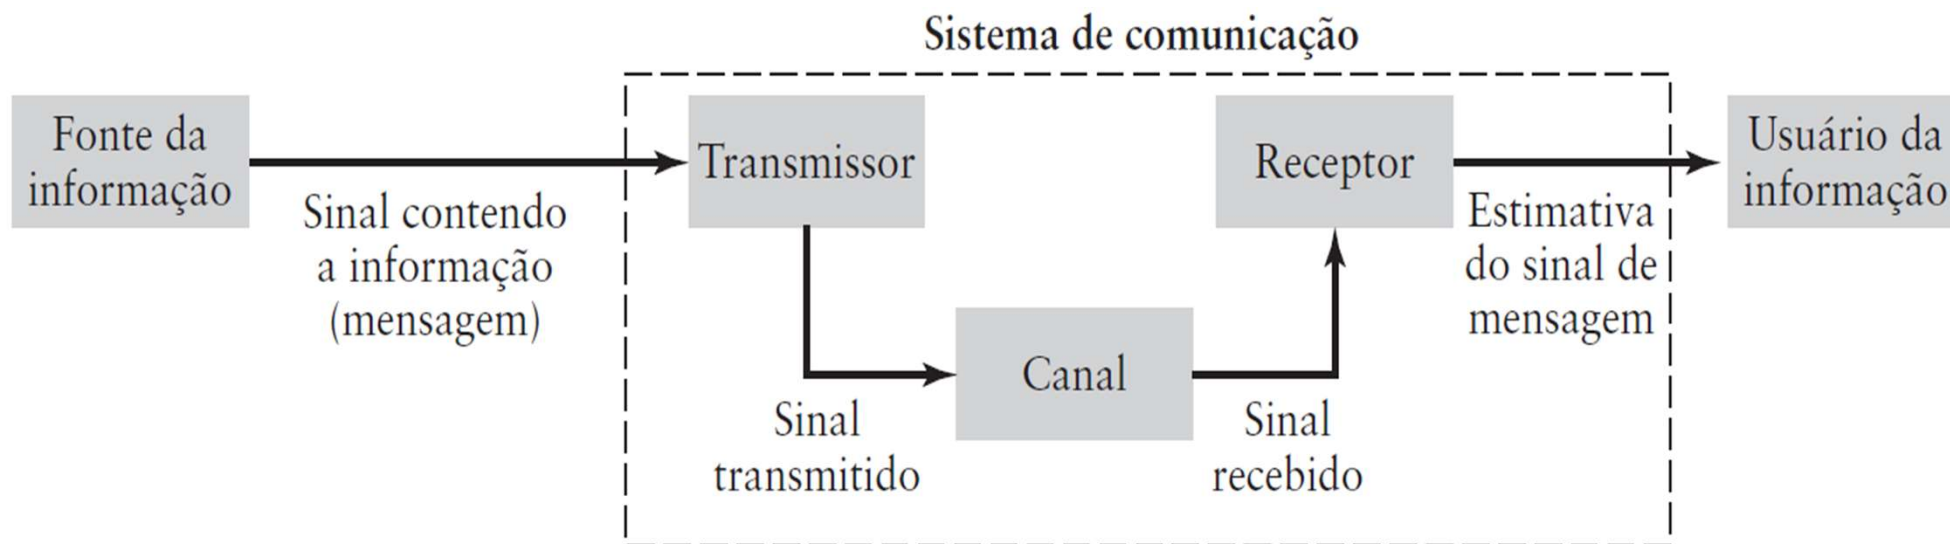 Sistema de comunicação
Fonte da
informação
Sinal contendo
a informação
(mensagem)
Transmissor
Sinal
transmitido
Canal
Sinal
recebido
Receptor
Estimativa
do sinal de
mensagem
Usuário da
informação